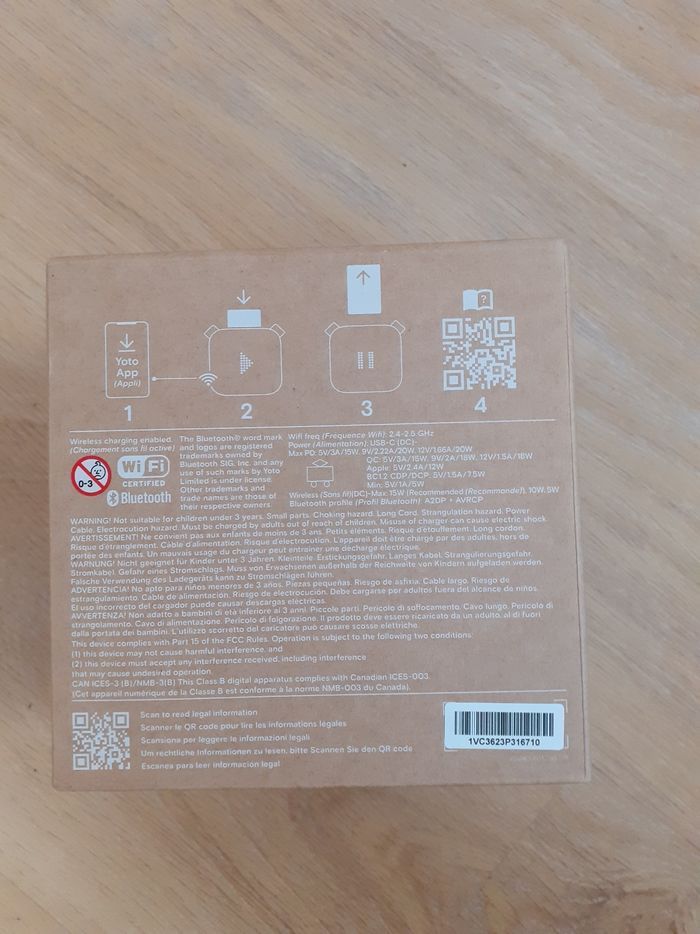 Yoto
App
(Appli)
1
2
3
?
4
Wireless charging enabled.
(Chargement sans fil activé)
0-3
WiFi
CERTIFIED
Bluetooth
The Bluetooth® word mark
and logos are registered
trademarks owned by
Bluetooth SIG, Inc. and any
use of such marks by Yoto
Limited is under license.
Other trademarks and
trade names are those of
their respective owners.
Wifi freq (Frequence Wifi): 2.4-2.5 GHz
Power (Alimentation): USB-C (DC)-
Max PD: 5V/3A/15W, 9V/2.22A/20W, 12V/1.66A/20W
QC: 5V/3A/15W, 9V/2A/18W, 12V/1.5A/18W
Apple: 5V/2.4A/12W
BC1.2 CDP/DCP: 5V/1.5A/7.5W
Min: 5V/1A/5W
Wireless (Sans fil)(DC)-Max: 15W (Recommended (Recommandé), 10W, 5W
Bluetooth profile (Profil Bluetooth): A2DP + AVRCP
WARNING! Not suitable for children under 3 years. Small parts. Choking hazard. Long Cord. Strangulation hazard. Power
Cable. Electrocution hazard. Must be charged by adults out of reach of children. Misuse of charger can cause electric shock
AVERTISSEMENT! Ne convient pas aux enfants de moins de 3 ans. Petits éléments. Risque d'étouffement. Long cordon.
Risque d'étranglement. Câble d'alimentation. Risque d'électrocution. L'appareil doit être chargé par des adultes, hors de
portée des enfants. Un mauvais usage du chargeur peut entraîner une décharge électrique.
WARNUNG! Nicht geeignet für Kinder unter 3 Jahren. Kleinteile. Erstickungsgefahr. Langes Kabel. Strangulierungsgefahr.
Stromkabel. Gefahr eines Stromschlags. Muss von Erwachsenen außerhalb der Reichweite von Kindern aufgeladen werden.
Falsche Verwendung des Ladegeräts kann zu Stromschlägen führen.
ADVERTENCIA! No apto para niños menores de 3 años. Piezas pequeñas. Riesgo de asfixia. Cable largo. Riesgo de
estrangulamiento. Cable de alimentación. Riesgo de electrocución. Debe cargarse por adultos fuera del alcance de niños.
El uso incorrecto del cargador puede causar descargas eléctricas.
AVVERTENZA! Non adatto a bambini di età inferiore ai 3 anni. Piccole parti. Pericolo di soffocamento. Cavo lungo. Pericolo di
strangolamento. Cavo di alimentazione. Pericolo di folgorazione. Il prodotto deve essere ricaricato da un adulto, al di fuori
dalla portata dei bambini. L'utilizzo scorretto del caricatore può causare scosse elettriche.
This device complies with Part 15 of the FCC Rules. Operation is subject to the following two conditions:
(1) this device may not cause harmful interference, and
(2) this device must accept any interference received, including interference
that may cause undesired operation.
CAN ICES-3 (B)/NMB-3(B) This Class B digital apparatus complies with Canadian ICES-003.
(Cet appareil numérique de la Classe B est conforme à la norme NMB-003 du Canada).
Scan to read legal information
Scanner le QR code pour lire les informations légales
Scansiona per leggere le informazioni legali
Um rechtliche Informationen zu lesen, bitte Scannen Sie den QR code
Escanea para leer información legal
1VC3623P316710